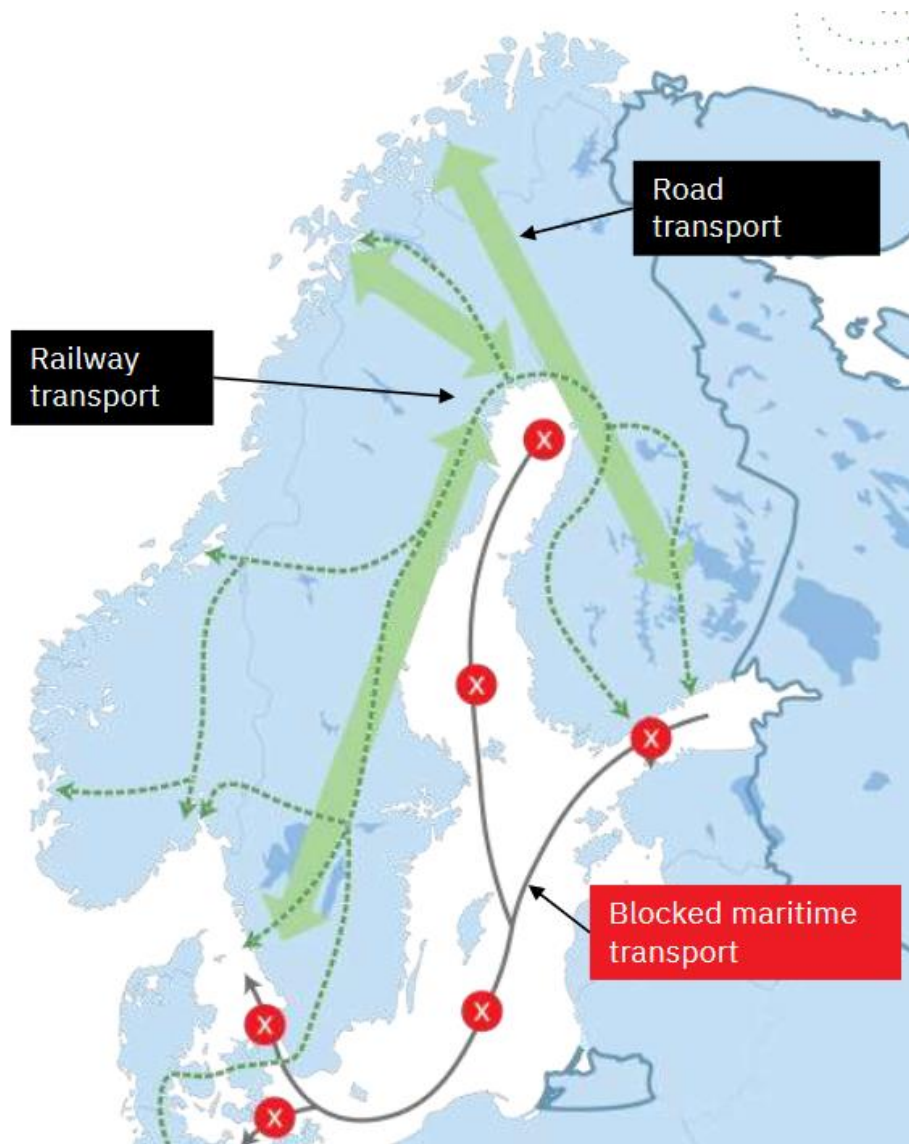 Road
transport
Railway
transport
X
X
X
Blocked maritime
transport
X
X
X